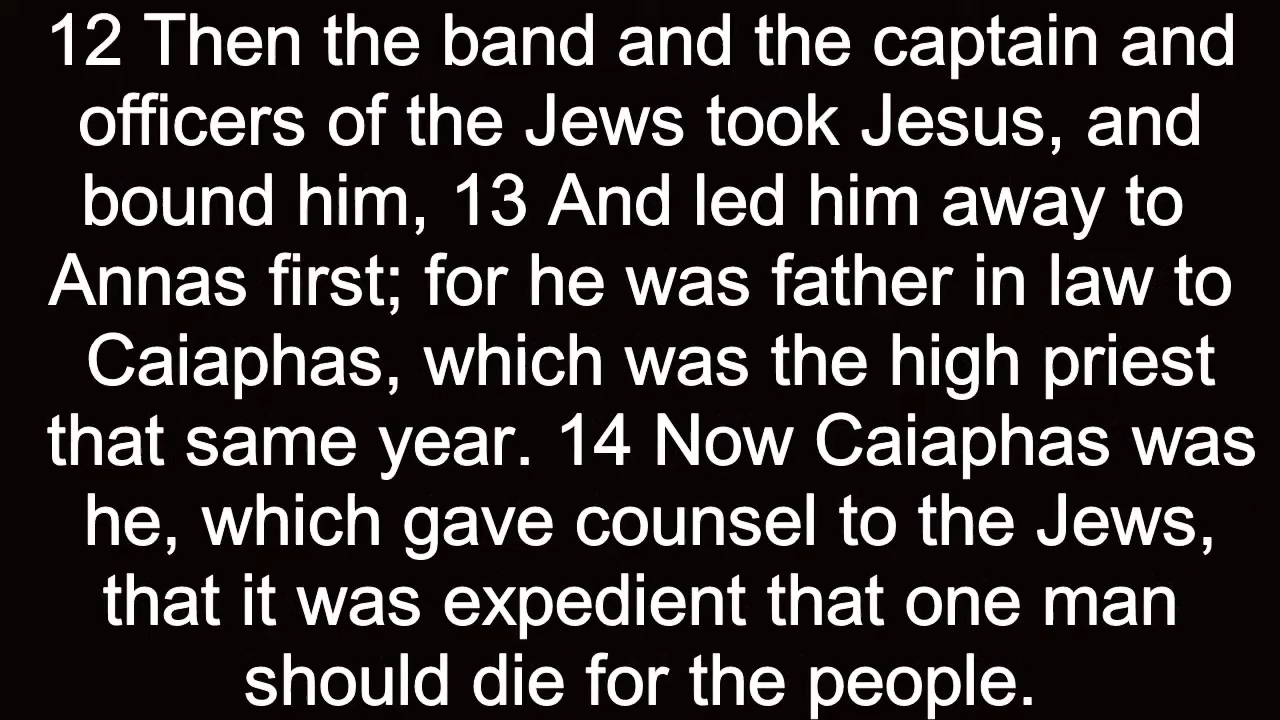 12 Then the band and the captain and
officers of the Jews took Jesus, and
bound him, 13 And led him away to
Annas first; for he was father in law to
Caiaphas, which was the high priest
that same year. 14 Now Caiaphas was
he, which gave counsel to the Jews,
that it was expedient that one man
should die for the people.